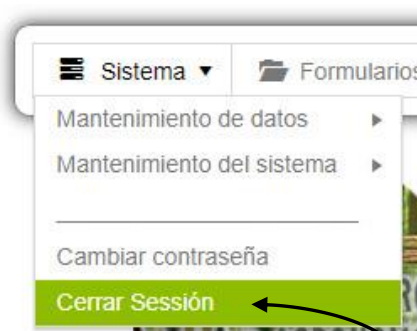 Sistema Formularios
Mantenimiento de datos
Mantenimiento del sistema
Cambiar contraseña
Cerrar Sessión